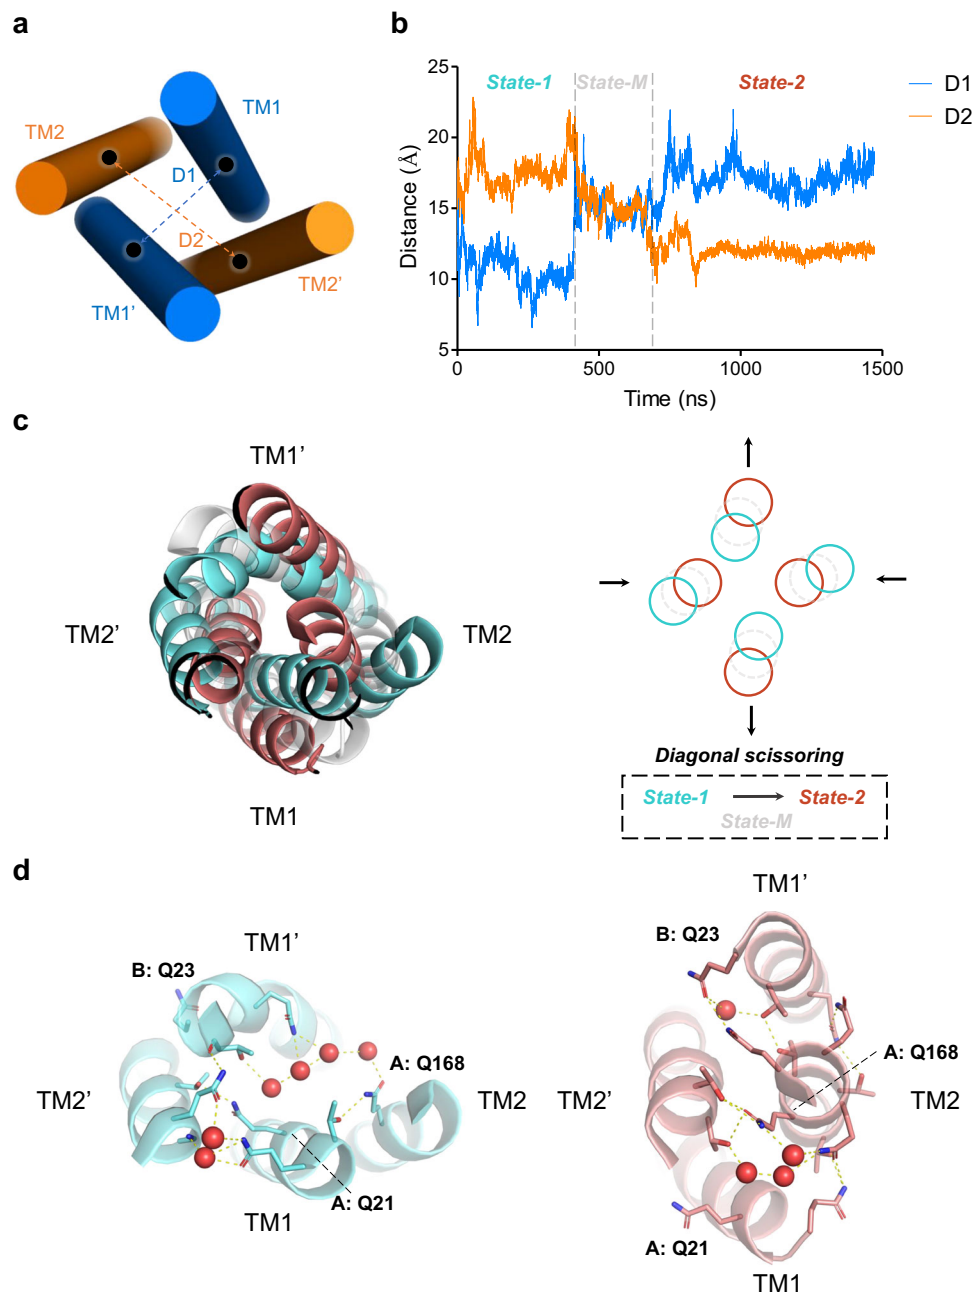 a
TM1
TM2
D1
D2
TM2’
TM1’
b
25
State-1
State-M
State-2
D1
D2
20
Distance (Å)
15
10
5
0
500
1000
1500
Time (ns)
c
TM1’
TM2’
TM2
TM1
Diagonal scissoring
State-1
State-2
State-M
d
TM1’
B: Q23
A: Q168
TM2’
TM2
A: Q21
TM1
TM1’
B: Q23
A: Q168
TM2’
TM2
A: Q21
TM1